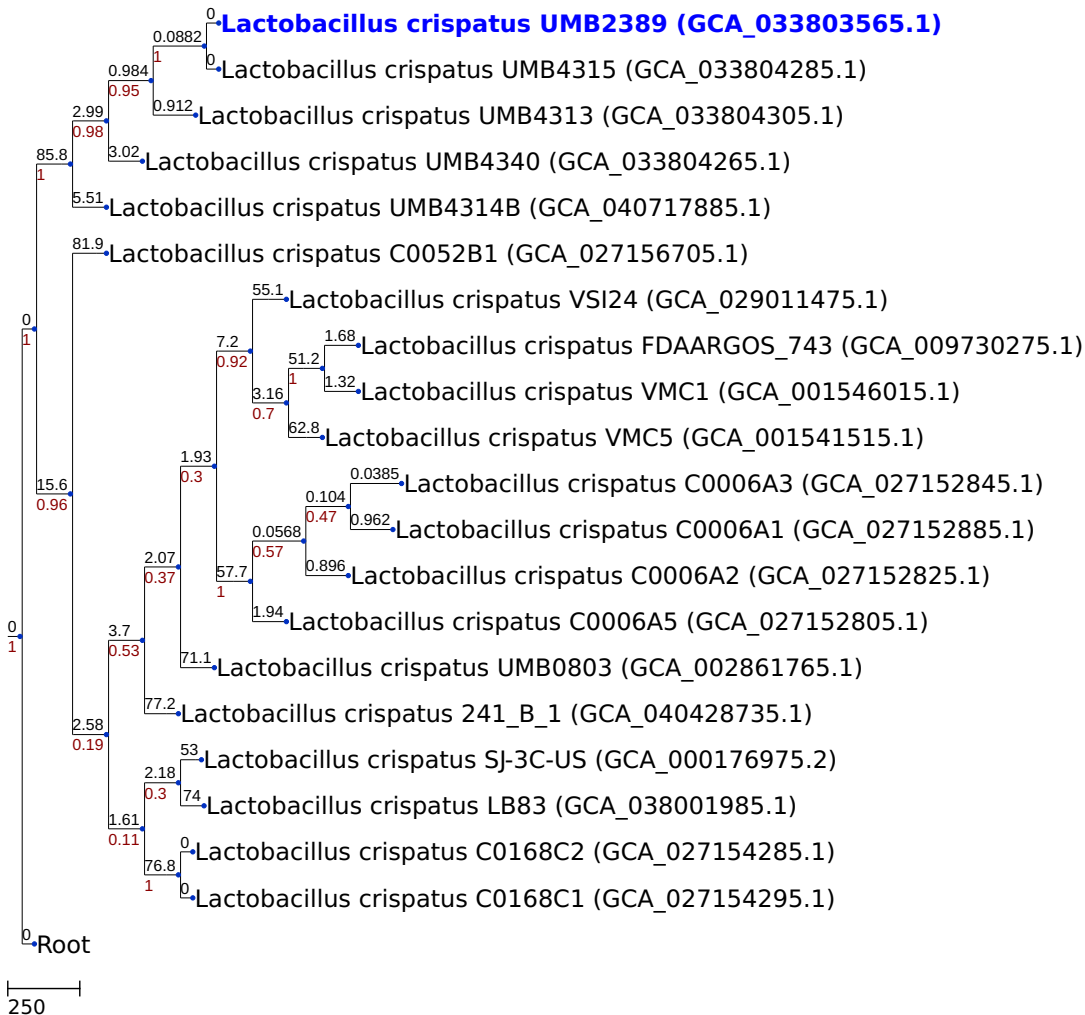 0
Lactobacillus crispatus UMB2389 (GCA_033803565.1)
0.0882
1
0
Lactobacillus crispatus UMB4315 (GCA_033804285.1)
0.984
0.95
0.912
Lactobacillus crispatus UMB4313 (GCA_033804305.1)
2.99
0.98
3.02
Lactobacillus crispatus UMB4340 (GCA_033804265.1)
85.8
1
5.51
Lactobacillus crispatus UMB4314B (GCA_040717885.1)
81.9
Lactobacillus crispatus C0052B1 (GCA_027156705.1)
55.1
Lactobacillus crispatus VSI24 (GCA_029011475.1)
0
1
7.2
0.92
1.68
Lactobacillus crispatus FDAARGOS_743 (GCA_009730275.1)
51.2
1
1.32
Lactobacillus crispatus VMC1 (GCA_001546015.1)
3.16
0.7
62.8
Lactobacillus crispatus VMC5 (GCA_001541515.1)
1.93
0.3
0.0385
Lactobacillus crispatus C0006A3 (GCA_027152845.1)
15.6
0.96
0.104
0.47
0.962
Lactobacillus crispatus C0006A1 (GCA_027152885.1)
0.0568
0.57
0.896
Lactobacillus crispatus C0006A2 (GCA_027152825.1)
2.07
0.37
57.7
1
1.94
Lactobacillus crispatus C0006A5 (GCA_027152805.1)
0
1
3.7
0.53
71.1
Lactobacillus crispatus UMB0803 (GCA_002861765.1)
77.2
Lactobacillus crispatus 241_B_1 (GCA_040428735.1)
2.58
0.19
53
Lactobacillus crispatus SJ-3C-US (GCA_000176975.2)
2.18
0.3
74
Lactobacillus crispatus LB83 (GCA_038001985.1)
1.61
0.11
0
Lactobacillus crispatus C0168C2 (GCA_027154285.1)
76.8
1
0
Lactobacillus crispatus C0168C1 (GCA_027154295.1)
0
Root
250